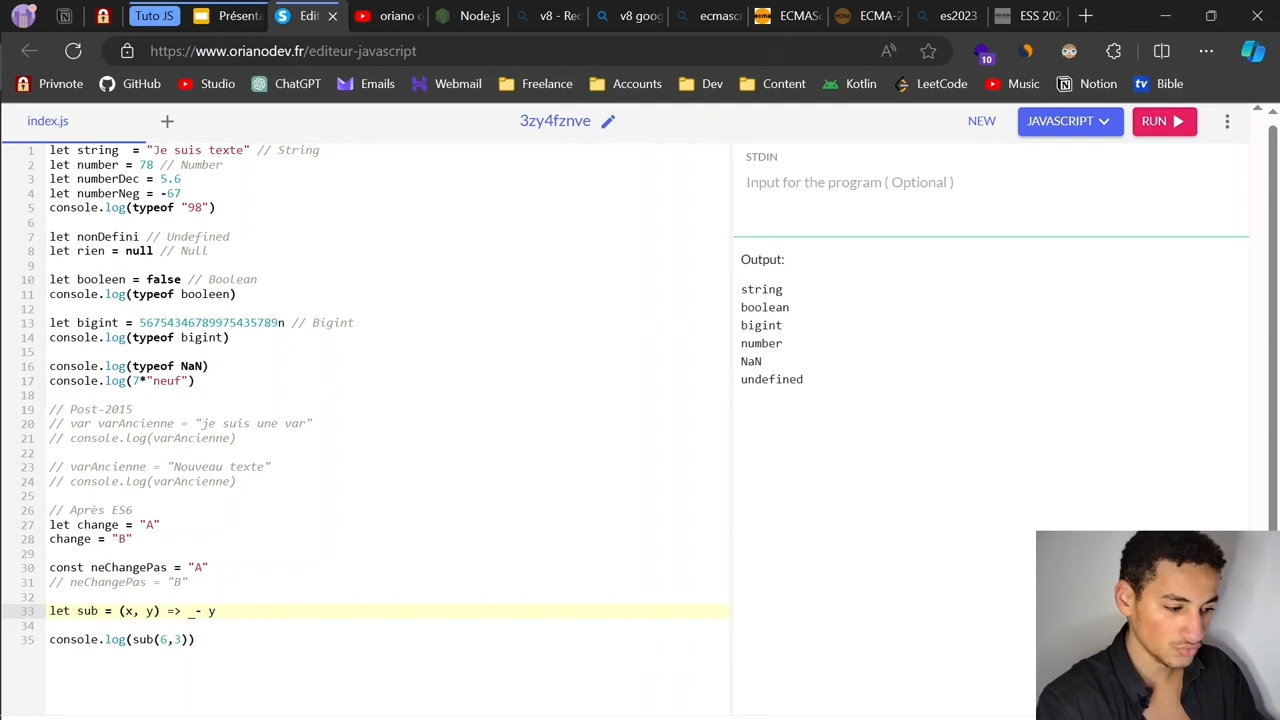 Tuto JS
Présenta
Edit
oriano d
Node.js
v8 - Rec
v8 goog
ecmascr
ECMASc
ECMA-2
es2023
ESS 202
https://www.orianodev.fr/editeur-javascript
10
Privnote
GitHub
Studio
ChatGPT
Emails
Wepmail
Freelance
Accounts
Dev
Content
Kotlin
LeetCode
Music
Notion
Bible
index.js
3zy4fznve
NEW
JAVASCRIPT
RUN
1 let string = "Je suis texte" // String
2 let number = 78 // Number
3 let numberDec = 5.6
4 let numberNeg = -67
5 console.log(typeof "98")
6
7 let nonDefini // Undefined
8 let rien = null // Null
9
10 let booleen = false // Boolean
11 console.log(typeof booleen)
12
13 let bigint = 56754346789975435789n // Bigint
14 console.log(typeof bigint)
15
16 console.log(typeof NaN)
17 console.log(7*"neuf")
18
19 // Post-2015
20 // var varAncienne = "je suis une var"
21 // console.log(varAncienne)
22
23 // varAncienne = "Nouveau texte"
24 // console.log(varAncienne)
25
26 // Après ES6
27 let change = "A"
28 change = "B"
29
30 const neChangePas = "A"
31 // neChangePas = "B"
32
33 let sub = (x, y) => _- y
34
35 console.log(sub(6,3))
STDIN
Input for the program ( Optional )
Output:
string
boolean
bigint
number
NaN
undefined